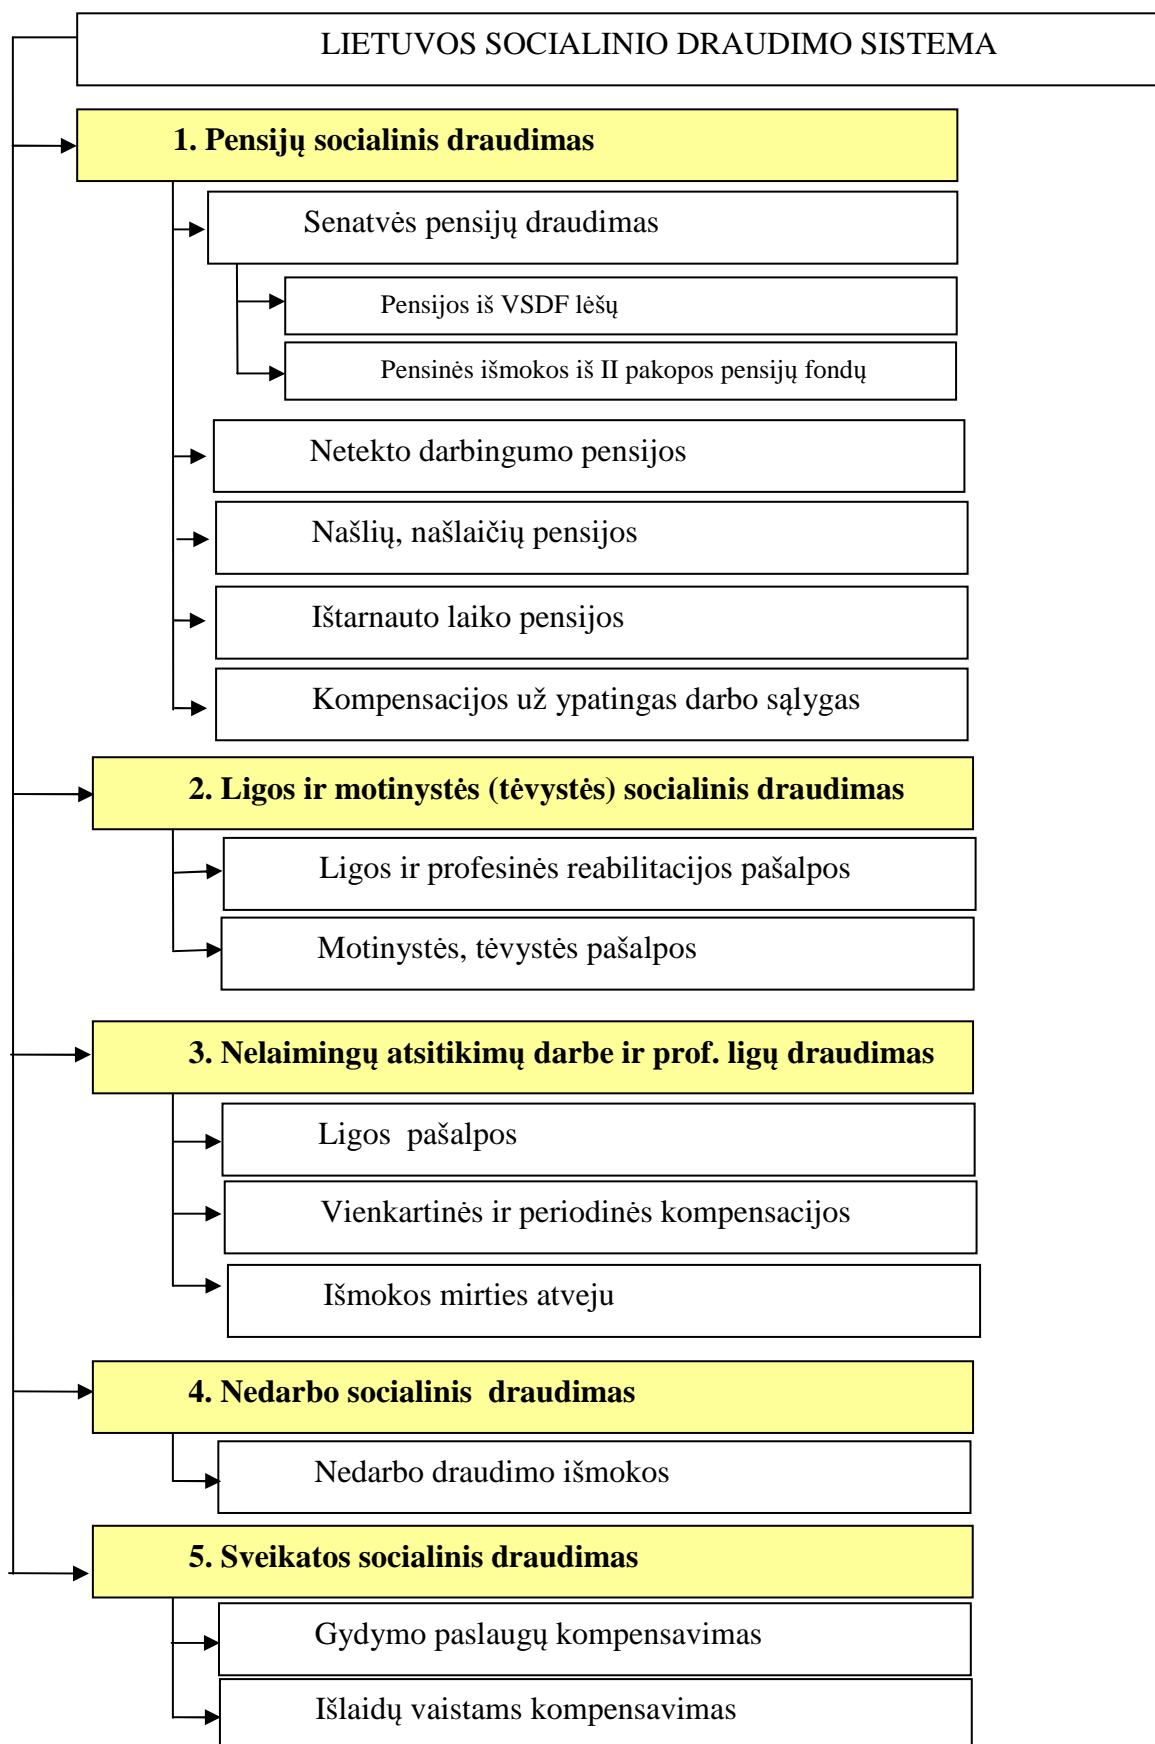 LIETUVOS SOCIALINIO DRAUDIMO SISTEMA
1. Pensijų socialinis draudimas
Senatvės pensijų draudimas
Pensijos iš VSDF lėšų
Pensinės išmokos iš II pakopos pensijų fondų
Netekto darbingumo pensijos
Našlių, našlaičių pensijos
Ištarnauto laiko pensijos
Kompensacijos už ypatingas darbo sąlygas
2. Ligos ir motinystės (tėvystės) socialinis draudimas
Ligos ir profesinės reabilitacijos pašalpos
Motinystės, tėvystės pašalpos
3. Nelaimingų atsitikimų darbe ir prof. ligų draudimas
Ligos pašalpos
Vienkartinės ir periodinės kompensacijos
Išmokos mirties atveju
4. Nedarbo socialinis draudimas
Nedarbo draudimo išmokos
5. Sveikatos socialinis draudimas
Gydymo paslaugų kompensavimas
Išlaidų vaistams kompensavimas